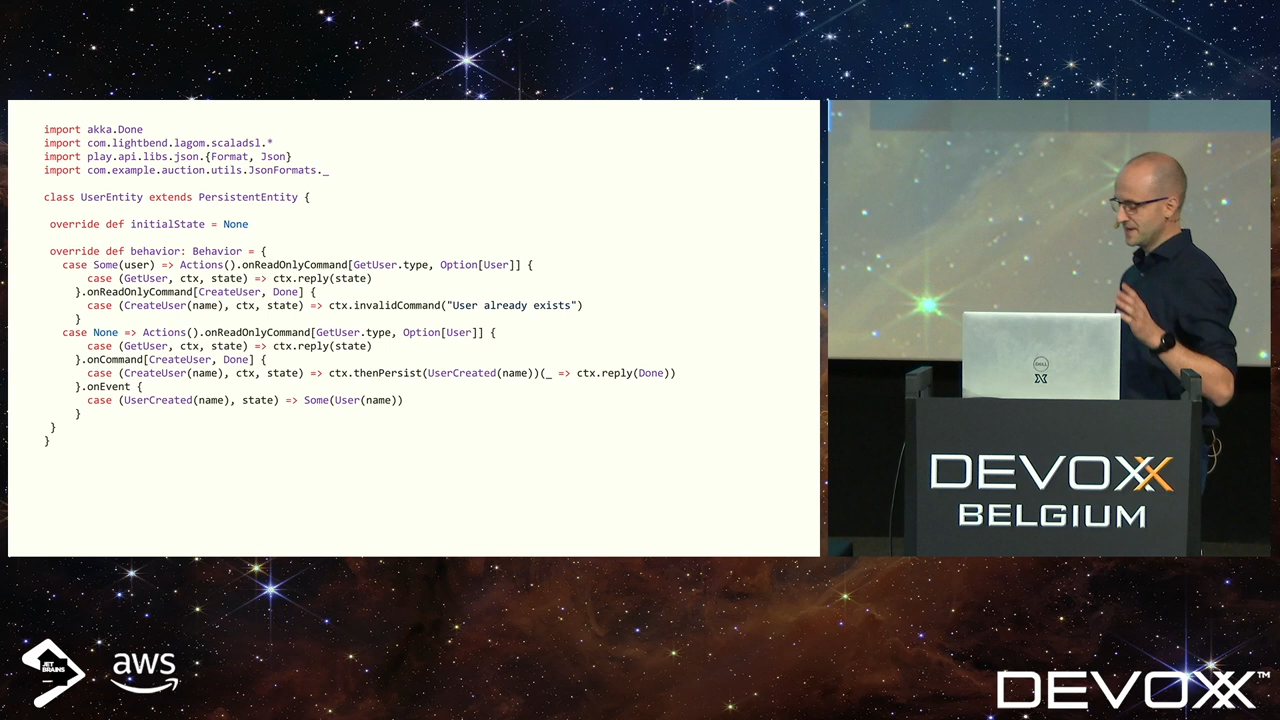 import akka.Done
import com.lightbend.lagom.scaladsl.*
import play.api.libs.json.{Format, Json}
import com.example.auction.utils.JsonFormats._
class UserEntity extends PersistentEntity {
override def initialState = None
override def behavior: Behavior = {
case Some(user) => Actions().onReadOnlyCommand[GetUser.type, Option[User]] {
case (GetUser, ctx, state) => ctx.reply(state)
}.onReadOnlyCommand[CreateUser, Done] {
case (CreateUser(name), ctx, state) => ctx.invalidCommand("User already exists")
}
case None => Actions().onReadOnlyCommand[GetUser.type, Option[User]] {
case (GetUser, ctx, state) => ctx.reply(state)
}.onCommand[CreateUser, Done] {
case (CreateUser(name), ctx, state) => ctx.thenPersist(UserCreated(name))(_ => ctx.reply(Done))
}.onEvent {
case (UserCreated(name), state) => Some(User(name))
}
}
}
DELL
X
DEVOXX
BELGIUM
JET
BRAINS
aws
DEVOXX™